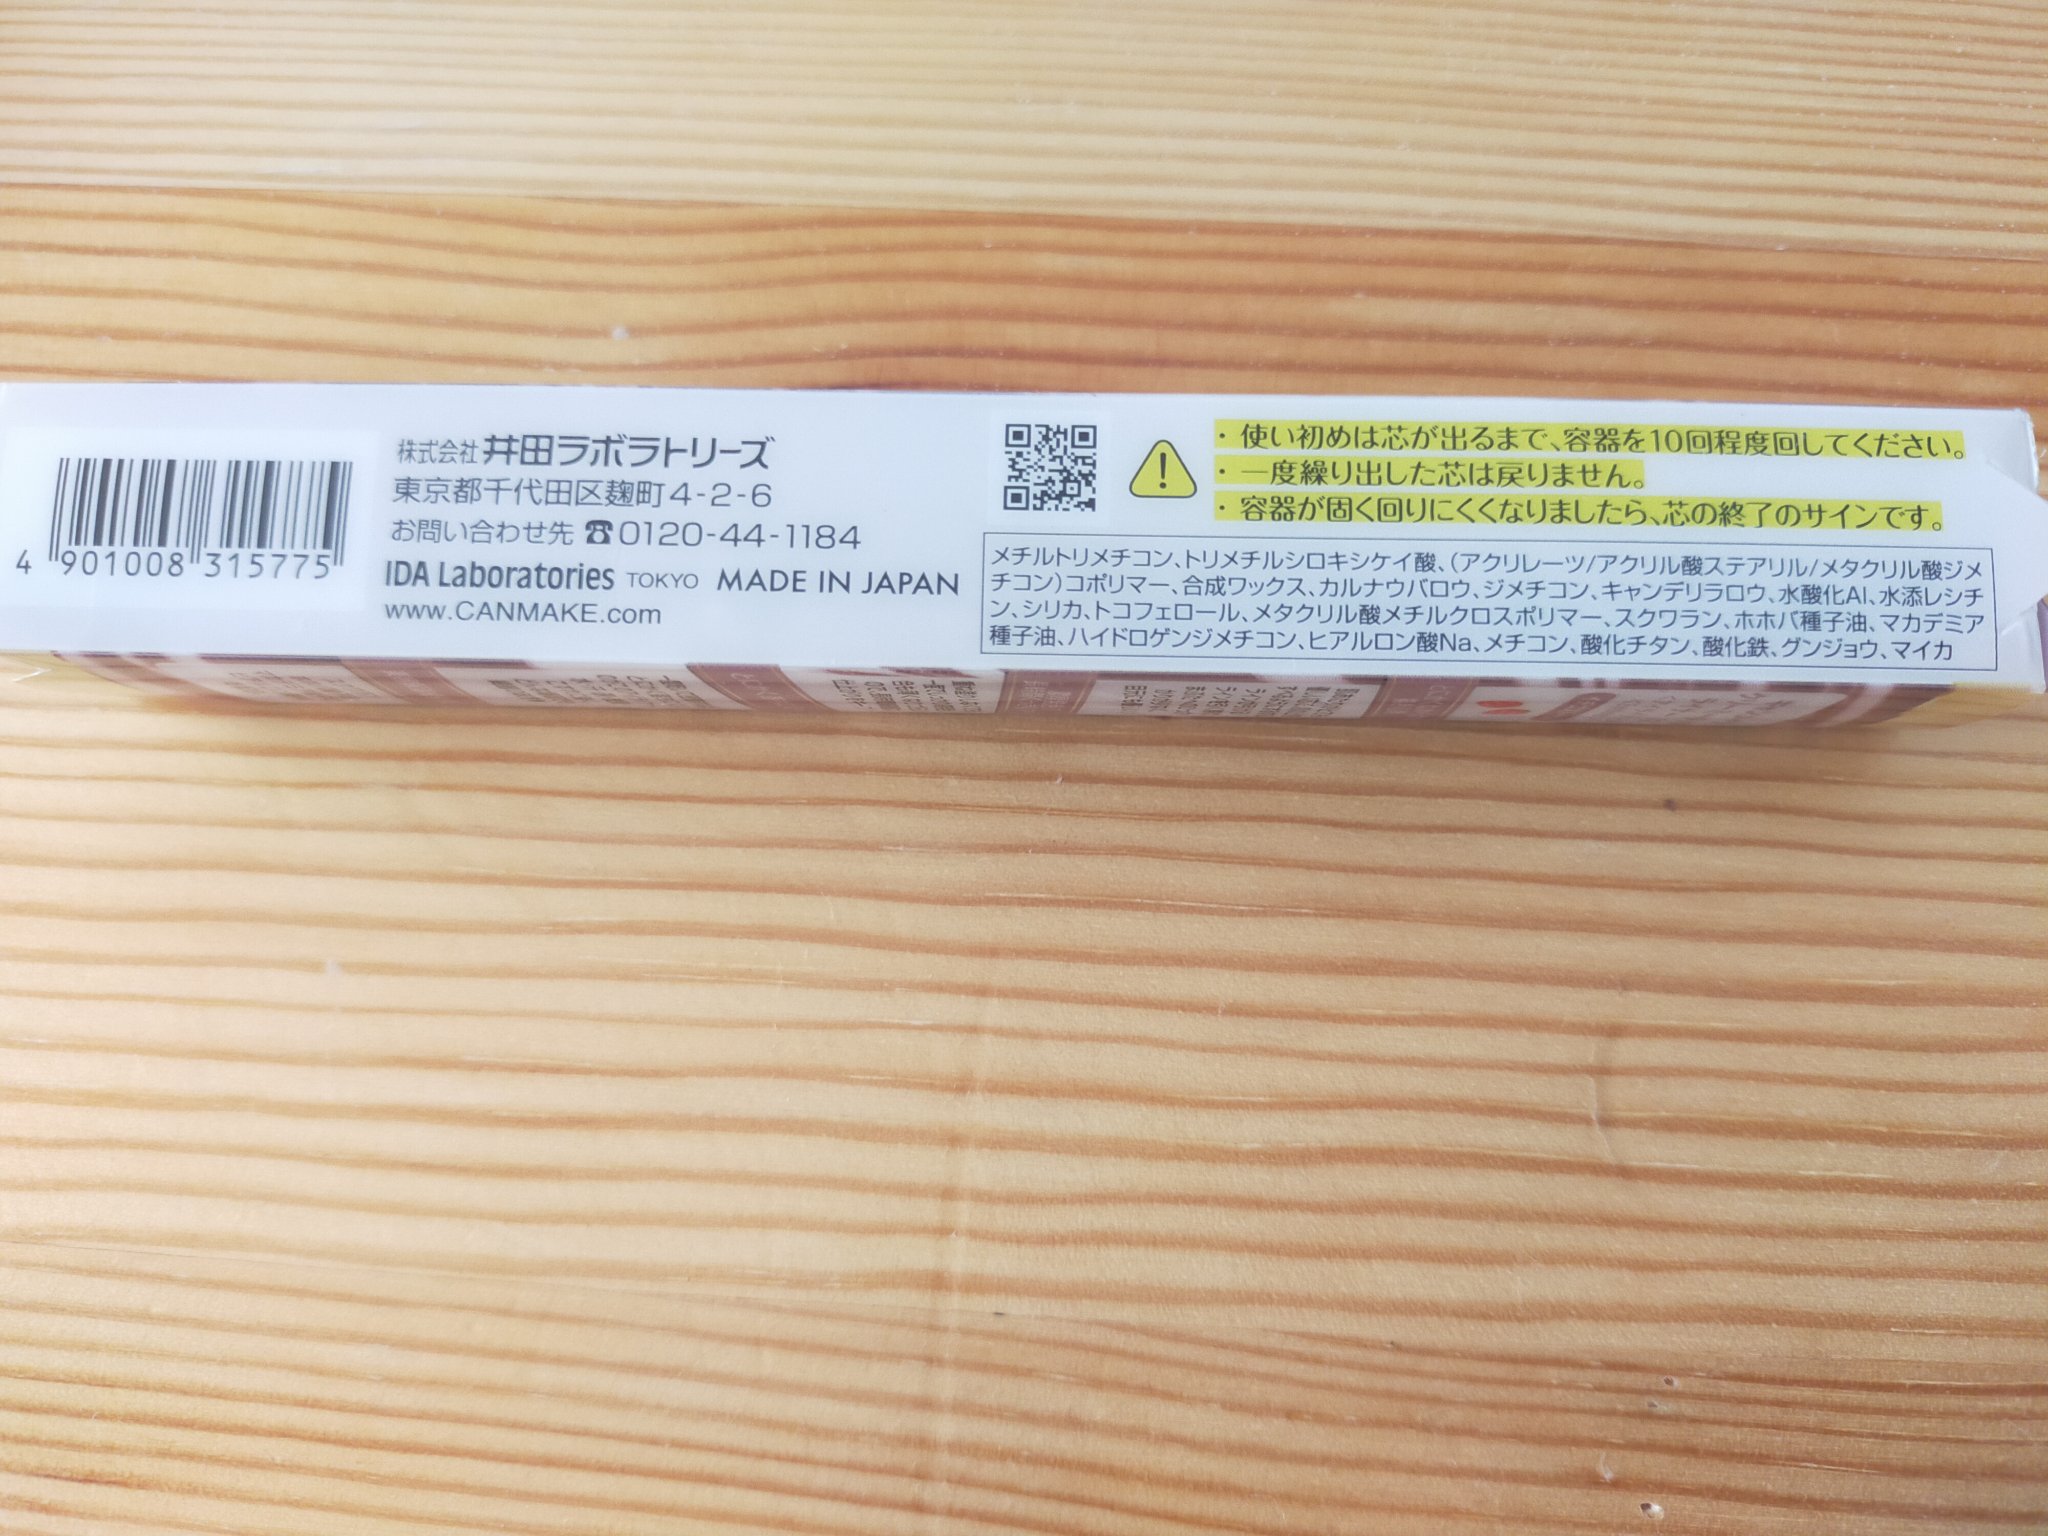 4 901008 315775
株式会社 井田ラボラトリーズ
東京都千代田区麹町4-2-6
お問い合わせ先 ☎0120-44-1184
IDA Laboratories TOKYO MADE IN JAPAN
www.CANMAKE.com
・使い初めは芯が出るまで、容器を10回程度回してください。
・一度繰り出した芯は戻りません。
・容器が固く回りにくくなりましたら、芯の終了のサインです。
メチルトリメチコン、トリメチルシロキシケイ酸、(アクリレーツ/アクリル酸ステアリル/メタクリル酸ジメ
チコン)コポリマー、合成ワックス、カルナウバロウ、ジメチコン、キャンデリラロウ、水酸化Al、水添レシチ
ン、シリカ、トコフェロール、メタクリル酸メチルクロスポリマー、スクワラン、ホホバ種子油、マカデミア
種子油、ハイドロゲンジメチコン、ヒアルロン酸Na、メチコン、酸化チタン、酸化鉄、グンジョウ、マイカ